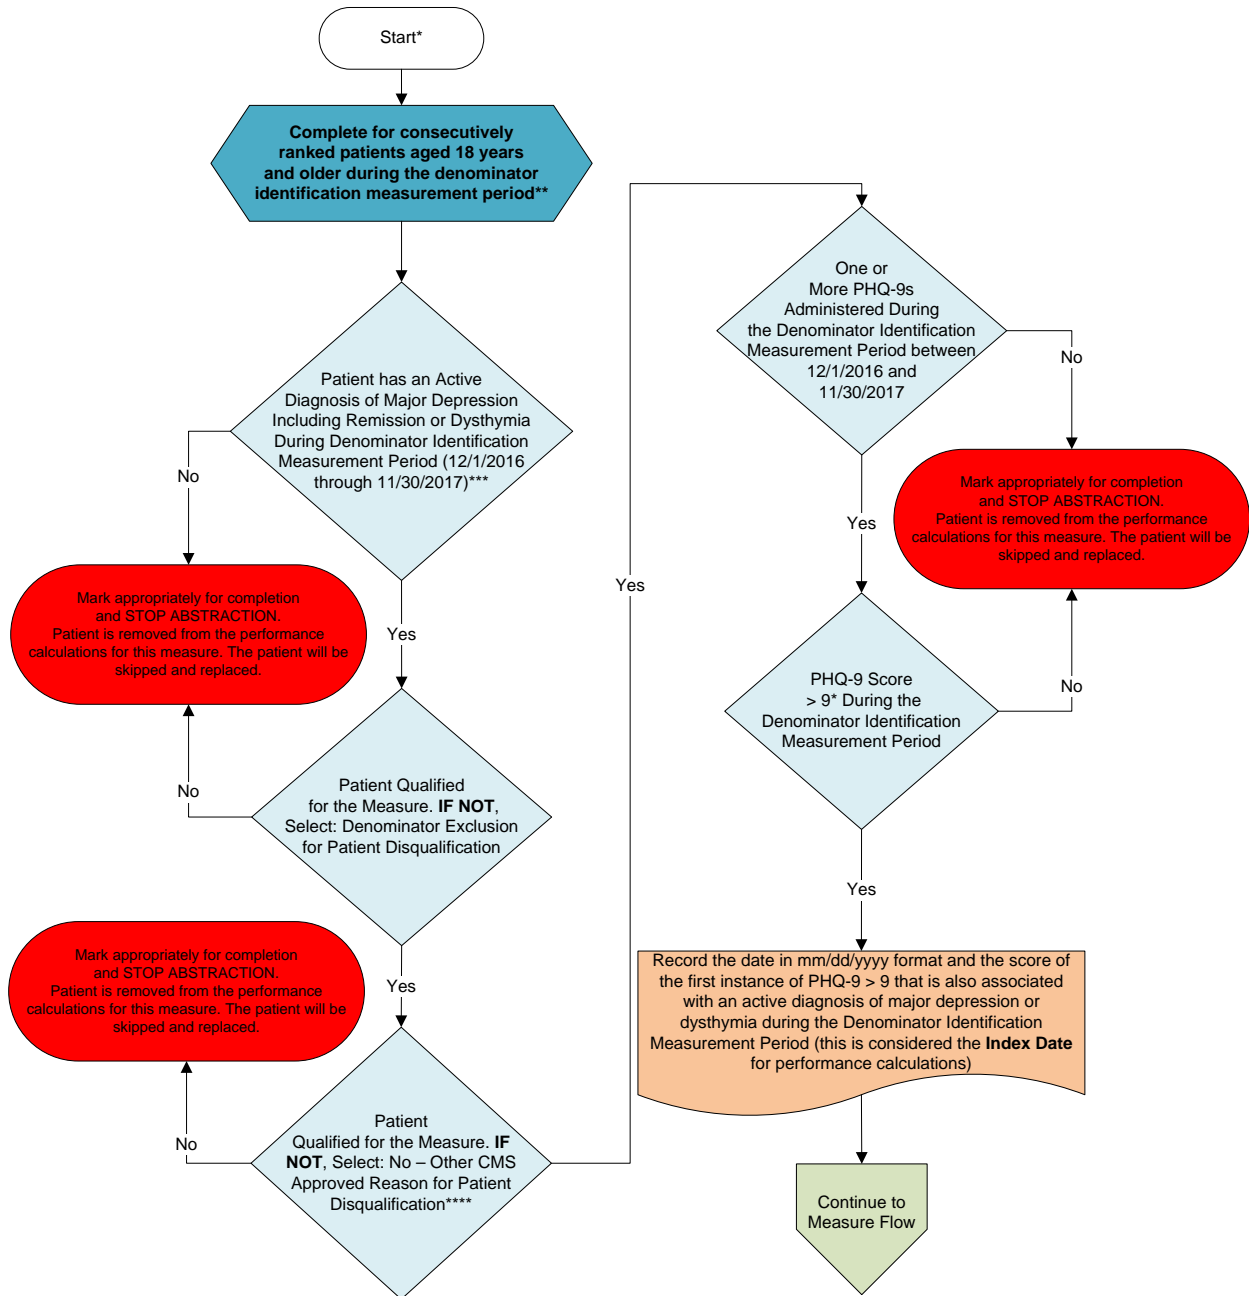 Start*
Complete for consecutively
ranked patients aged 18 years
and older during the denominator
identification measurement period**
Patient has an Active
Diagnosis of Major Depression
Including Remission or Dysthymia
During Denominator Identification
Measurement Period (12/1/2016
through 11/30/2017)***
No
Mark appropriately for completion
and STOP ABSTRACTION.
Patient is removed from the performance
calculations for this measure. The patient will be
skipped and replaced.
Yes
No
Patient Qualified
for the Measure. IF NOT,
Select: Denominator Exclusion
for Patient Disqualification
Mark appropriately for completion
and STOP ABSTRACTION.
Patient is removed from the performance
calculations for this measure. The patient will be
skipped and replaced.
Yes
No
Patient
Qualified for the Measure. IF
NOT, Select: No – Other CMS
Approved Reason for Patient
Disqualification****
Yes
One or
More PHQ-9s
Administered During
the Denominator Identification
Measurement Period between
12/1/2016 and
11/30/2017
No
Mark appropriately for completion
and STOP ABSTRACTION.
Patient is removed from the performance
calculations for this measure. The patient will be
skipped and replaced.
Yes
PHQ-9 Score
> 9* During the
Denominator Identification
Measurement Period
No
Yes
Record the date in mm/dd/yyyy format and the score of
the first instance of PHQ-9 > 9 that is also associated
with an active diagnosis of major depression or
dysthymia during the Denominator Identification
Measurement Period (this is considered the Index Date
for performance calculations)
Continue to
Measure Flow